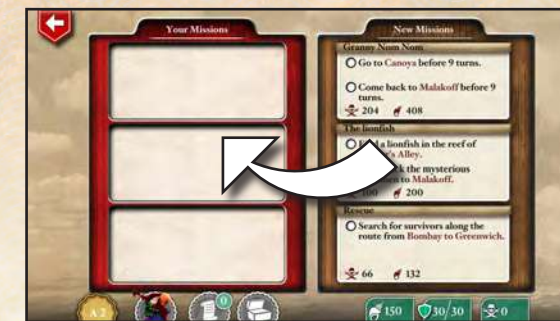 Your Missions
New Missions
Granny Nom Nom
Go to Canoya before 9 turns.
Come back to Malakoff before 9
turns.
204 408
The lionfish
a lionfish in the reef of
Alley.
the mysterious
to Malakoff.
200
Rescue
Search for survivors along the
route from Bombay to Greenwich.
66 132
A 2
0
150 30/30 0